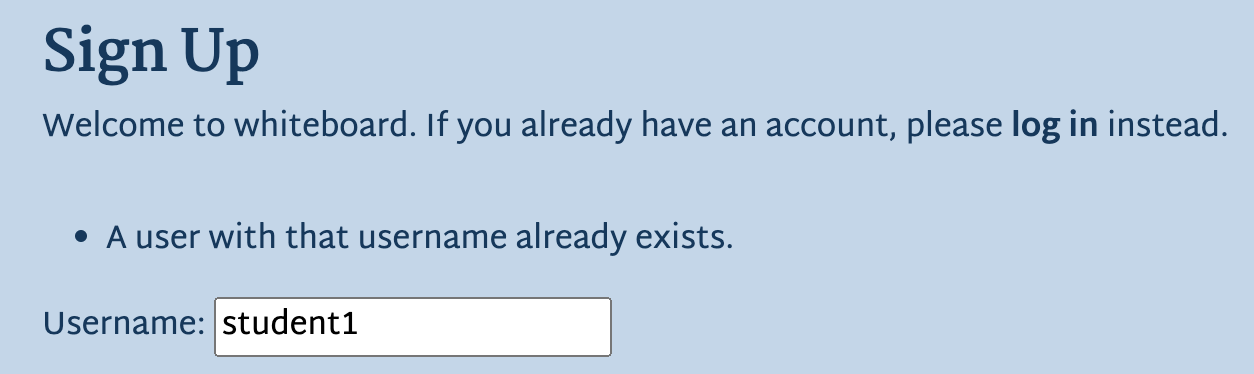 Sign Up
Welcome to whiteboard. If you already have an account, please log in instead.
• A user with that username already exists.
Username: student1